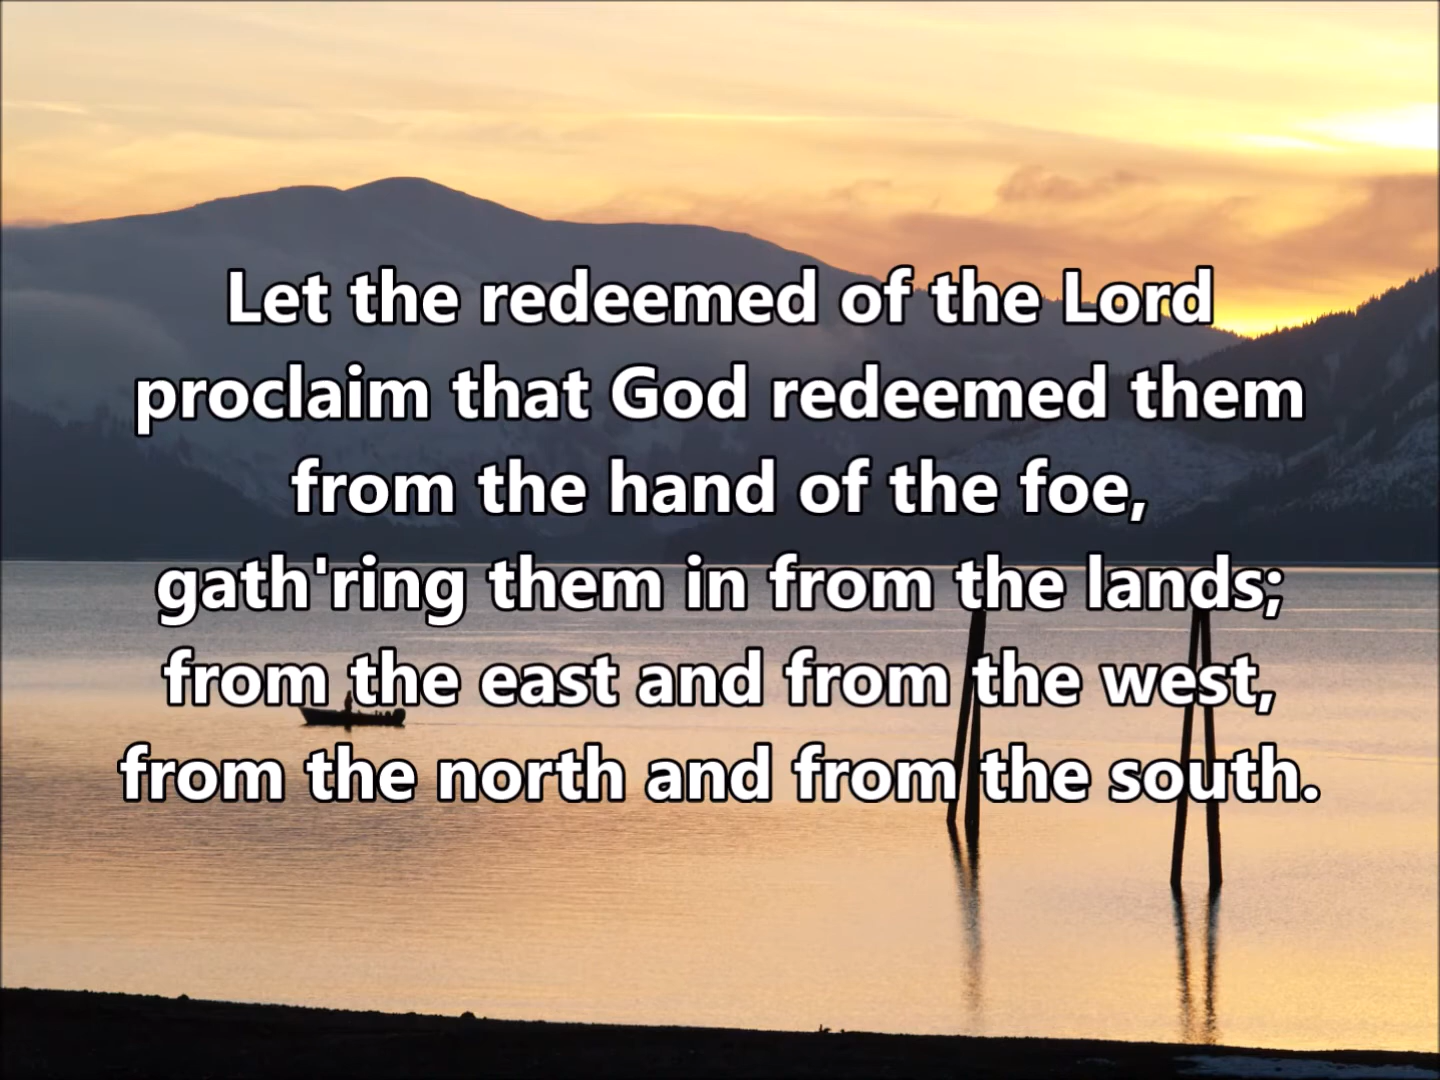 Let the redeemed of the Lord
proclaim that God redeemed them
from the hand of the foe,
gath'ring them in from the lands;
from the east and from the west,
from the north and from the south.